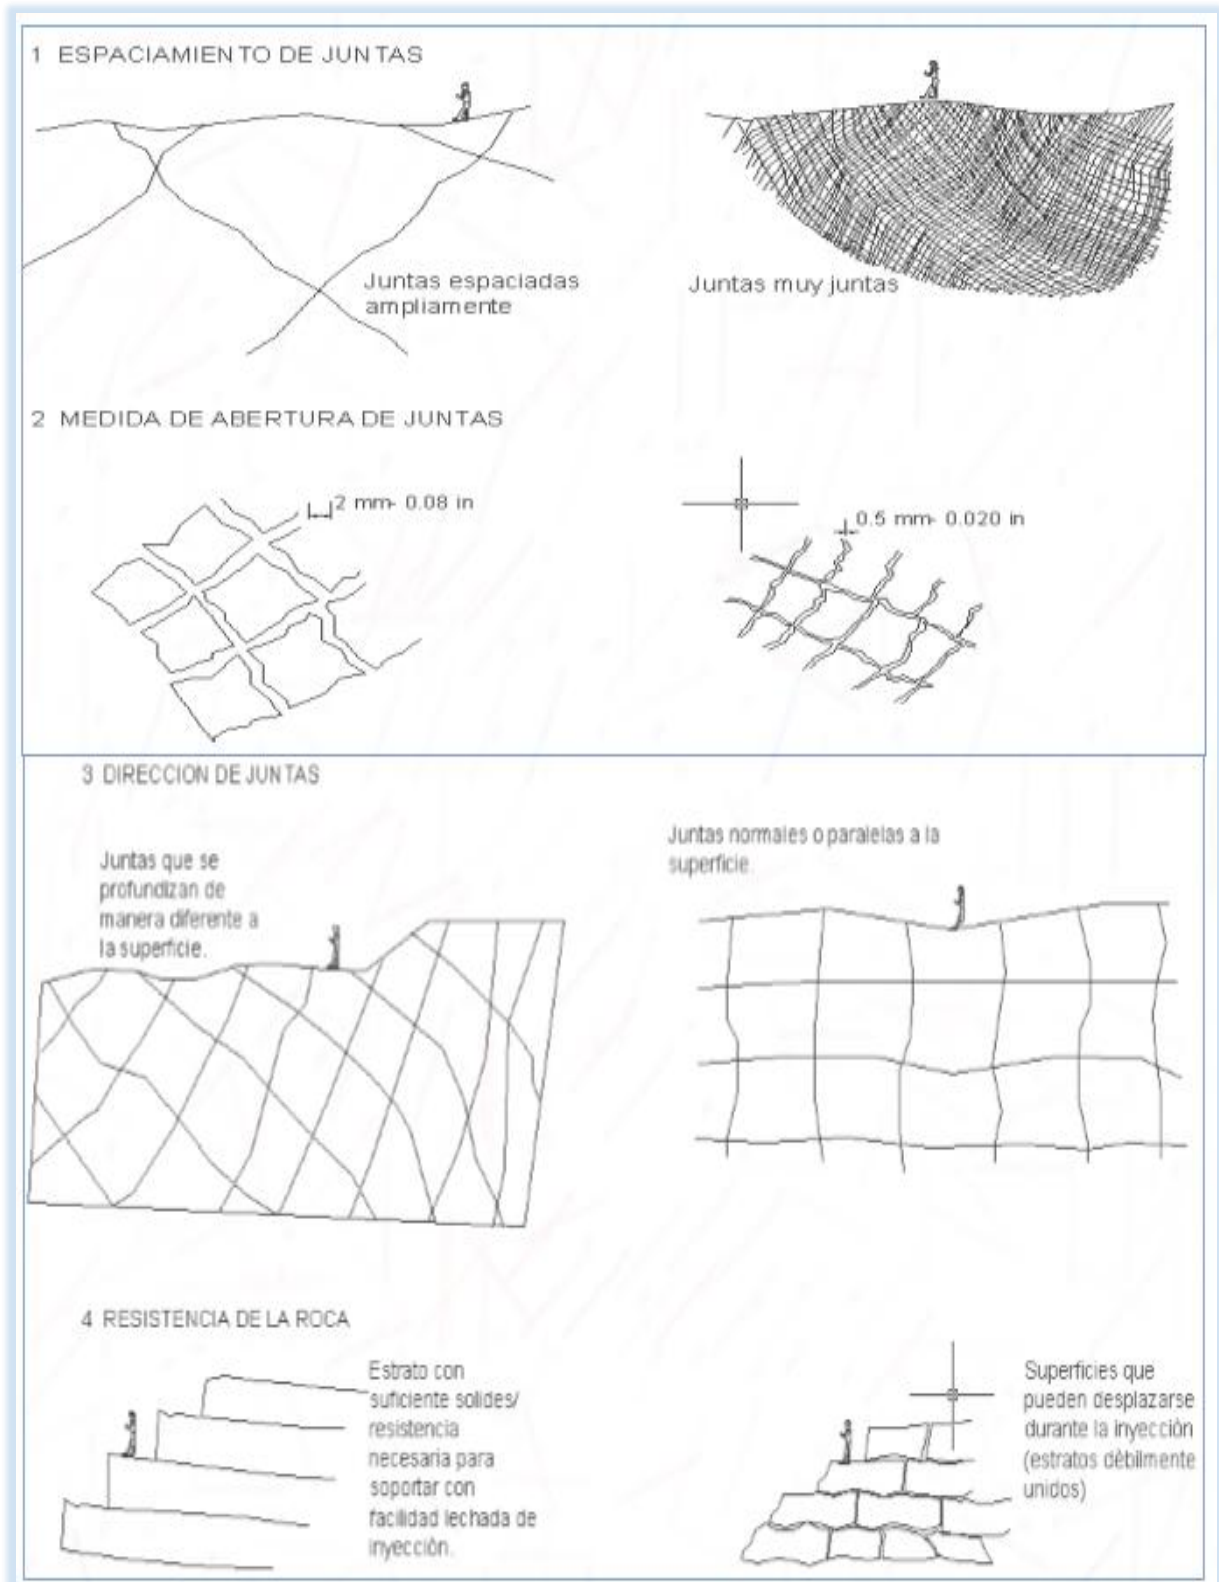 1 ESPACIAMIENTO DE JUNTAS
Juntas espaciadas
ampliamente
Juntas muy juntas
2 MEDIDA DE ABERTURA DE JUNTAS
2 mm- 0.08 in
0.5 mm- 0.020 in
3 DIRECCION DE JUNTAS
Juntas que se
profundizan de
manera diferente a
la superficie.
Juntas normales o paralelas a la
superficie.
4 RESISTENCIA DE LA ROCA
Estrato con
suficiente solides/
resistencia
necesaria para
soportar con
facilidad lechada de
inyecciòn.
Superficies que
pueden desplazarse
durante la inyecciòn
(estratos dèbilmente
unidos)